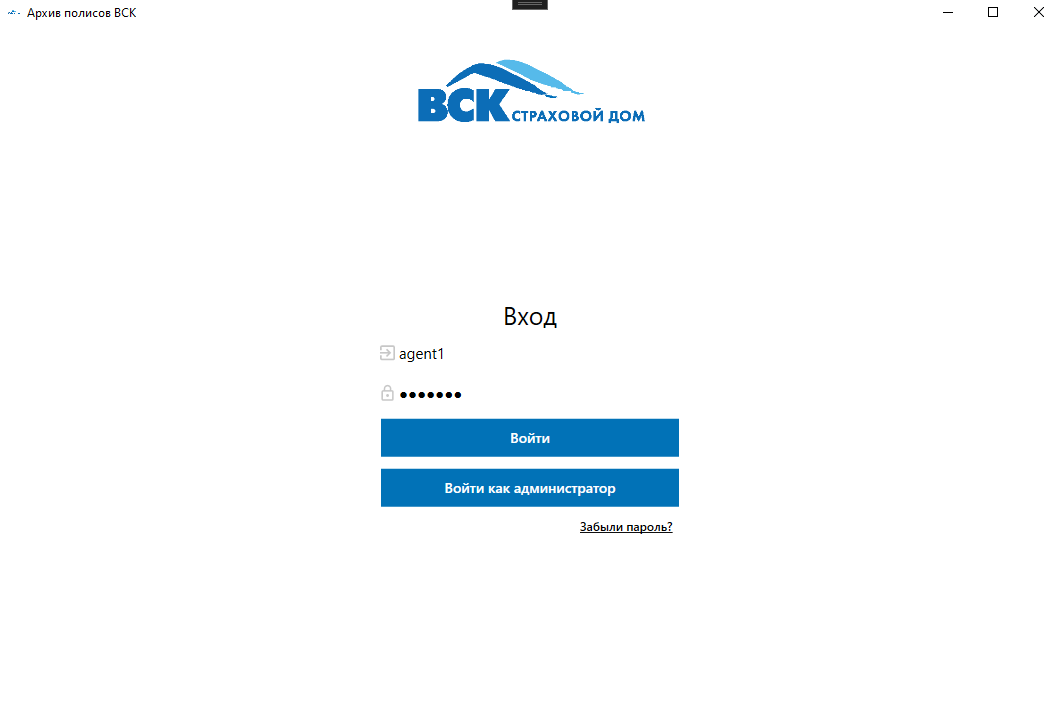 Архив полисов ВСК
ВСК СТРАХОВОЙ ДОМ
Вход
agent1
●●●●●●●
Войти
Войти как администратор
Забыли пароль?